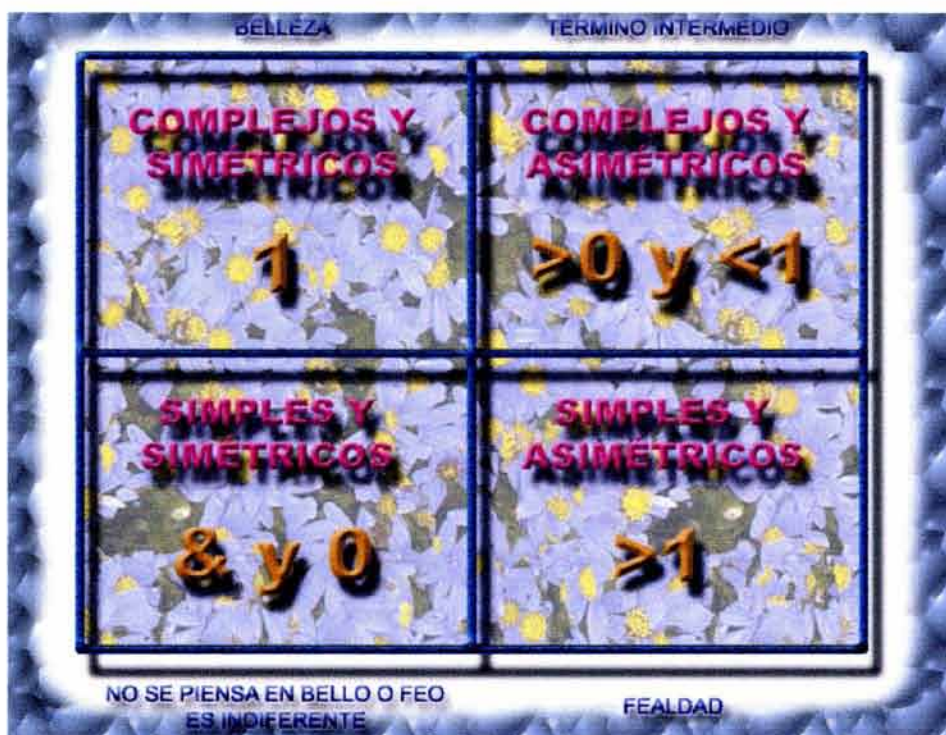 BELLEZA
TERMINO INTERMEDIO
COMPLEJOS Y
SIMÉTRICOS
1
COMPLEJOS Y
ASIMÉTRICOS
>0 y <1
SIMPLES Y
SIMÉTRICOS
& y 0
SIMPLES Y
ASIMÉTRICOS
>1
NO SE PIENSA EN BELLO O FEO
ES INDIFERENTE
FEALDAD